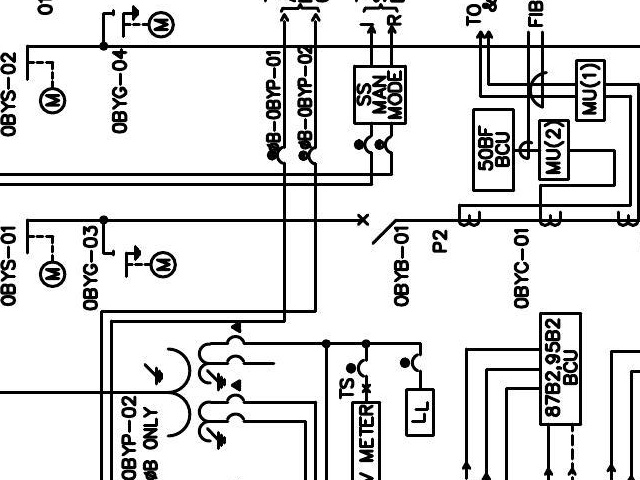 0BYS-02
M
0BYG-04
M
øB-0BYP-01
øB-0BYP-02
R
SS
MAN
MODE
TO
&
FIB
50BF
BCU
MU(1)
MU(2)
0BYS-01
M
0BYG-03
M
0BYB-01
P2
0BYC-01
0BYP-02
øB ONLY
TS
V METER
LL
87B2,95B2
BCU